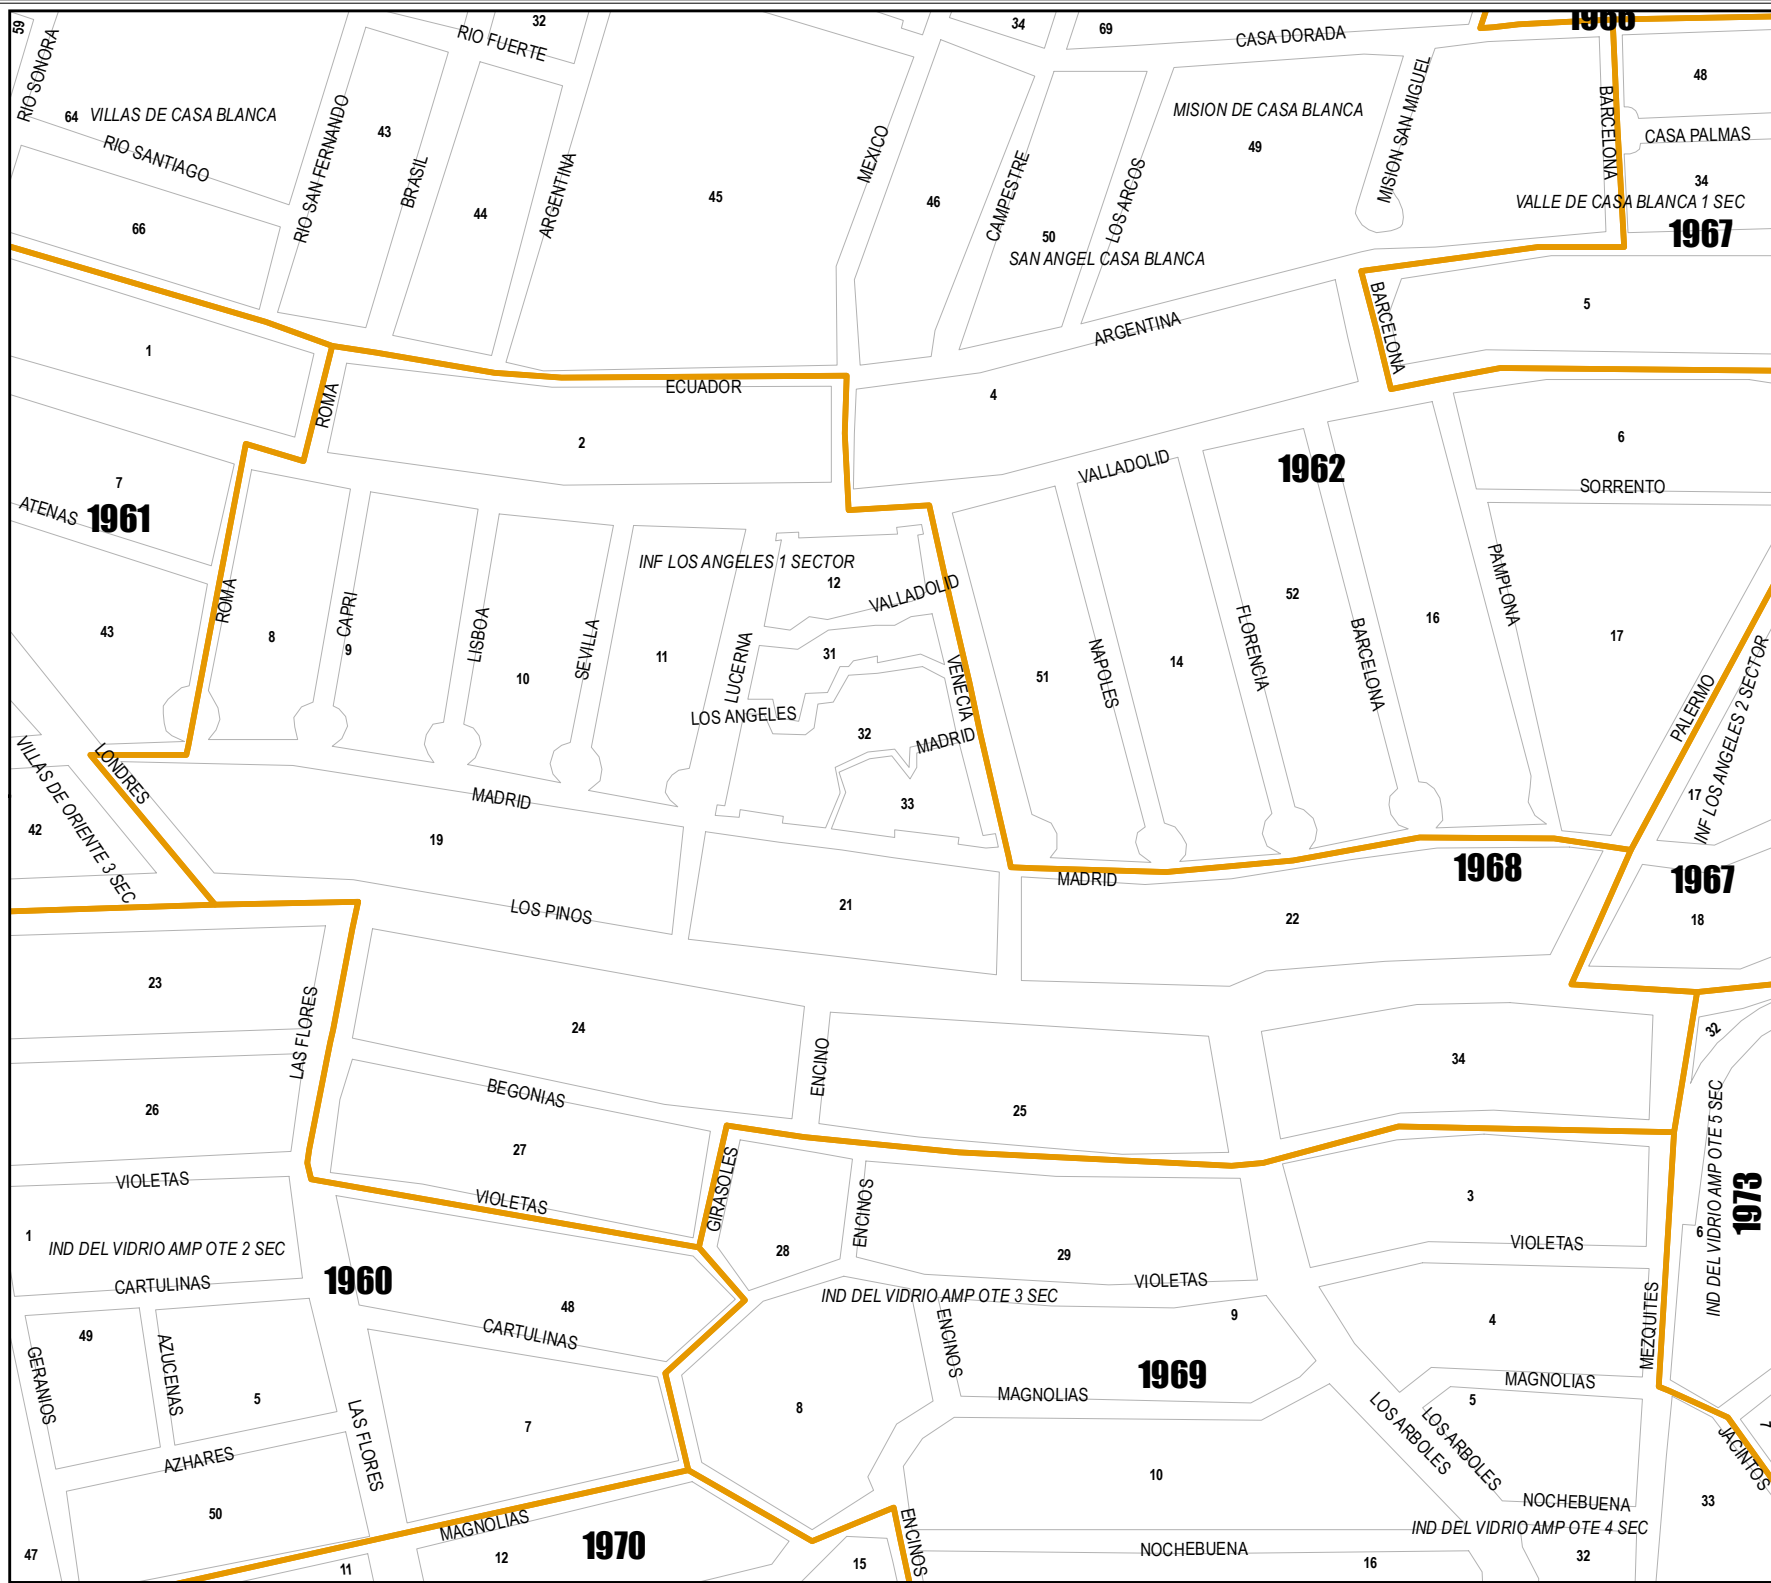 59
RIO SONORA
32
RIO FUERTE
34
69
CASA DORADA
1966
48
64
VILLAS DE CASA BLANCA
RIO SANTIAGO
RIO SAN FERNANDO
43
BRASIL
ARGENTINA
MEXICO
MISION DE CASA BLANCA
49
MISION SAN MIGUEL
BARCELONA
CASA PALMAS
34
VALLE DE CASA BLANCA 1 SEC
1967
66
44
45
46
CAMPESTRE
50
LOS ARCOS
SAN ANGEL CASA BLANCA
5
BARCELONA
ARGENTINA
1
ROMA
ECUADOR
2
4
6
7
ATENAS
1961
VALLADOLID
1962
SORRENTO
INF LOS ANGELES 1 SECTOR
12
VALLADOLID
43
ROMA
8
CAPRI
9
LISBOA
10
SEVILLA
11
LUCERNA
31
LOS ANGELES
32
VENECIA
MADRID
33
51
NAPOLES
14
FLORENCIA
52
BARCELONA
16
PAMPLONA
17
PALERMO
INF LOS ANGELES 2 SECTOR
17
LONDRES
VILLAS DE ORIENTE 3 SEC
42
MADRID
19
LOS PINOS
21
MADRID
22
1968
1967
18
23
LAS FLORES
24
ENCINO
25
34
32
26
BEGONIAS
27
VIOLETAS
VIOLETAS
GIRASOLES
28
ENCINOS
29
VIOLETAS
3
VIOLETAS
6
IND DEL VIDRIO AMP OTE 5 SEC
1973
1
IND DEL VIDRIO AMP OTE 2 SEC
CARTULINAS
1960
48
CARTULINAS
IND DEL VIDRIO AMP OTE 3 SEC
9
4
MEZQUITES
49
GERANIOS
AZUCENAS
5
LAS FLORES
7
8
ENCINOS
MAGNOLIAS
1969
MAGNOLIAS
5
LOS ARBOLES
LOS ARBOLES
7
JACINTOS
AZHARES
50
10
NOCHEBUENA
33
IND DEL VIDRIO AMP OTE 4 SEC
47
MAGNOLIAS
11
12
1970
15
ENCINOS
NOCHEBUENA
16
32